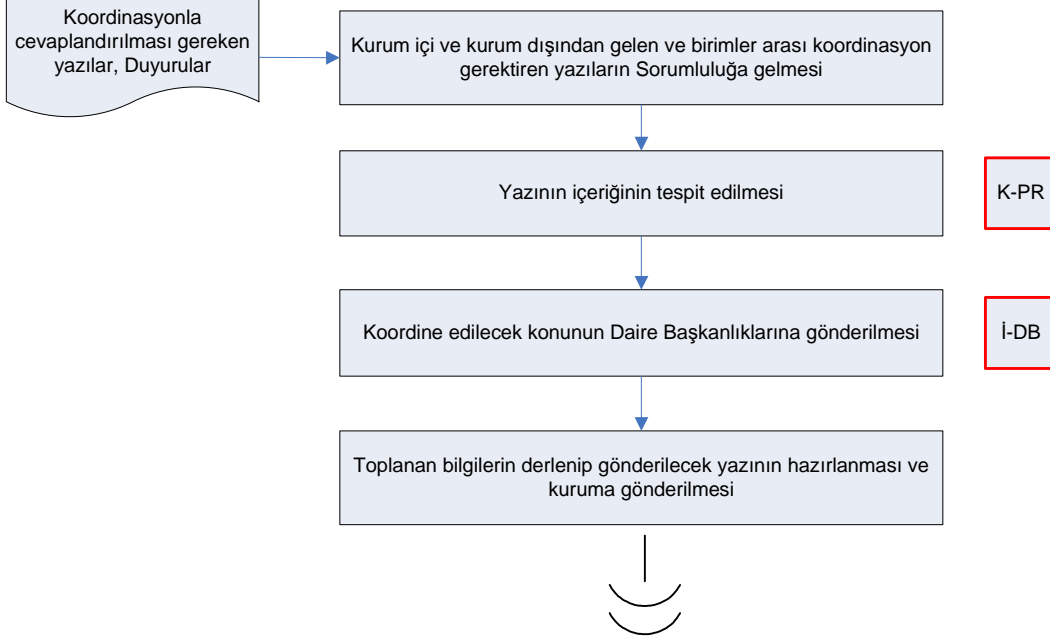 Koordinasyonla
cevaplandırılması gereken
yazılar, Duyurular
Kurum içi ve kurum dışından gelen ve birimler arası koordinasyon
gerektiren yazıların Sorumluluğa gelmesi
Yazının içeriğinin tespit edilmesi
K-PR
Koordine edilecek konunun Daire Başkanlıklarına gönderilmesi
İ-DB
Toplanan bilgilerin derlenip gönderilecek yazının hazırlanması ve
kuruma gönderilmesi